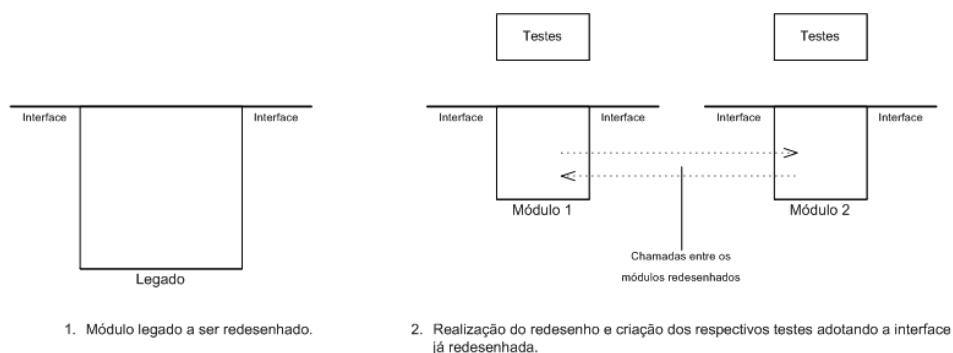 Testes
Testes
Interface
Interface
Interface
Interface
Interface
Interface
Módulo 1
Módulo 2
Chamadas entre os
módulos redesenhados
Legado
1. Módulo legado a ser redesenhado.
2. Realização do redesenho e criação dos respectivos testes adotando a interface
já redesenhada.